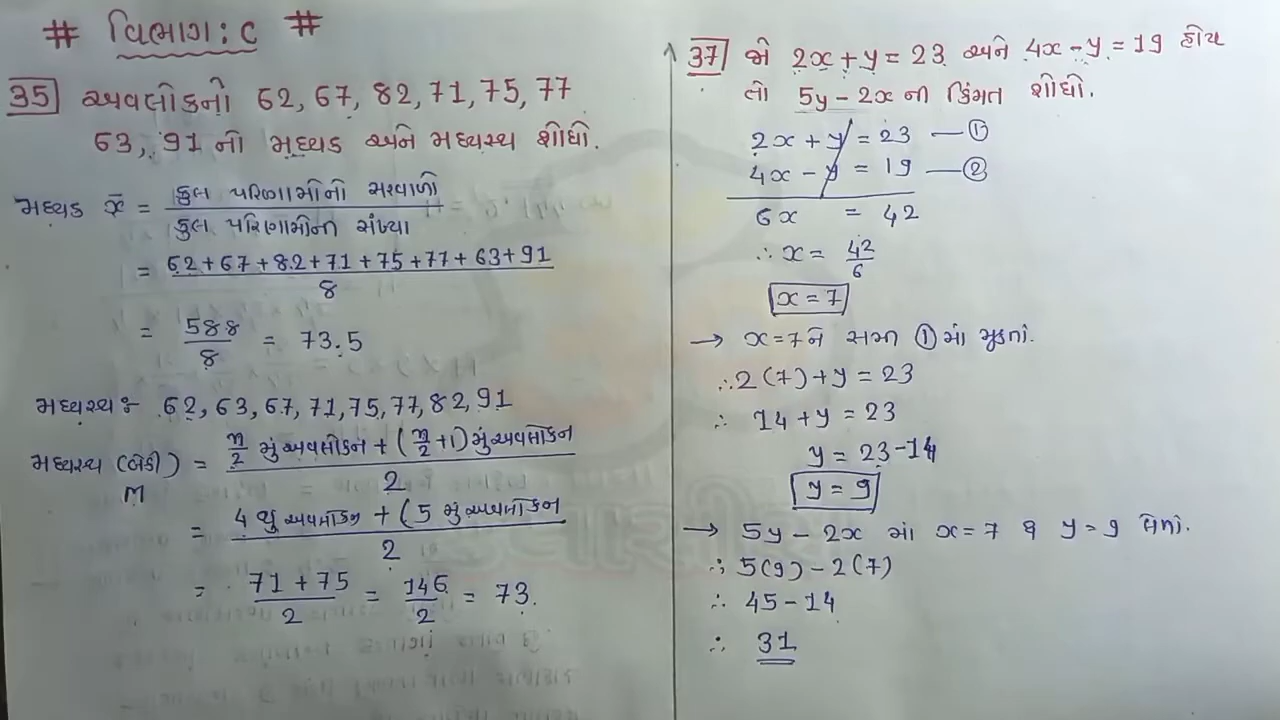 # વિભાગ : C #
35 અવલોકનો 62, 67, 82, 71, 75, 77
63, 91 નો મધ્યક અને મધ્યસ્થ શોધો.
મધ્યક x̄ = કુલ પરિણામોનો સરવાળો
કુલ પરિણામોની સંખ્યા
= 62+67+82+71+75+77+63+91
8
= 588/8 = 73.5
મધ્યસ્થ :- 62, 63, 67, 71, 75, 77, 82, 91
મધ્યસ્થ (બેકી) = n/2 મું અવલોકન + (n/2 +1) મું અવલોકન
M 2
= 4 થું અવલોકન + (5 મું અવલોકન
2
= 71 + 75 / 2 = 146/2 = 73.
37 જો 2x+y = 23 અને 4x-y = 19 હોય
તો 5y-2x ની કિંમત શોધો.
2x + y = 23 — ①
4x - y = 19 — ②
6x = 42
∴ x = 42/6
x = 7
→ x=7 ને સમી ① માં મૂકતાં.
∴ 2(7)+y = 23
∴ 14+y = 23
y = 23-14
y = 9
→ 5y - 2x માં x=7 વ y=9 લેતાં.
∴ 5(9) - 2(7)
∴ 45-14
∴ 31